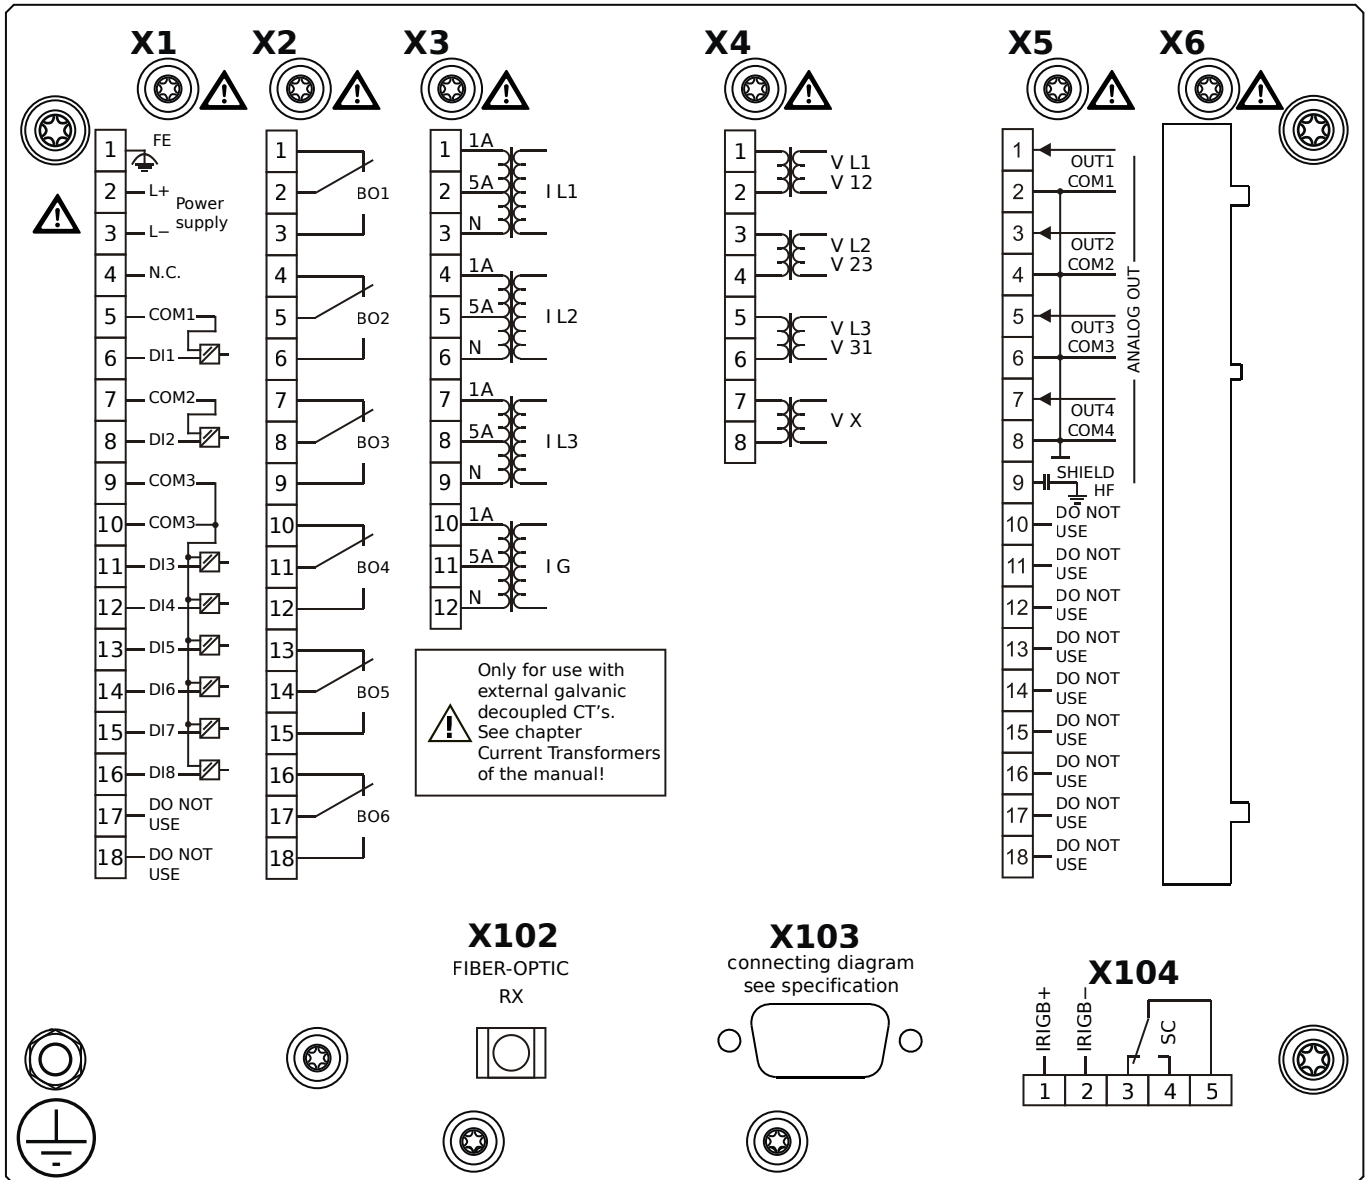 X1
X2
X3
X4
X5
X6
1 FE
2 L+
Power
supply
3 L−
4 N.C.
5 COM1
6 DI1
7 COM2
8 DI2
9 COM3
10 COM3
11 DI3
12 DI4
13 DI5
14 DI6
15 DI7
16 DI8
17 DO NOT
USE
18 DO NOT
USE
1
2 BO1
3
4
5 BO2
6
7
8 BO3
9
10
11 BO4
12
13
14 BO5
15
16
17 BO6
18
1 1A
2 5A I L1
3 N
4 1A
5 5A I L2
6 N
7 1A
8 5A I L3
9 N
10 1A
11 5A I G
12 N
Only for use with
external galvanic
decoupled CT's.
See chapter
Current Transformers
of the manual!
1 V L1
2 V 12
3 V L2
4 V 23
5 V L3
6 V 31
7 V X
8
1 OUT1
2 COM1
3 OUT2
4 COM2
5 OUT3
6 COM3
7 OUT4
8 COM4
ANALOG OUT
9 SHIELD
HF
10 DO NOT
USE
11 DO NOT
USE
12 DO NOT
USE
13 DO NOT
USE
14 DO NOT
USE
15 DO NOT
USE
16 DO NOT
USE
17 DO NOT
USE
18 DO NOT
USE
X102
FIBER-OPTIC
RX
X103
connecting diagram
see specification
X104
IRIGB+
IRIGB−
SC
1 2 3 4 5